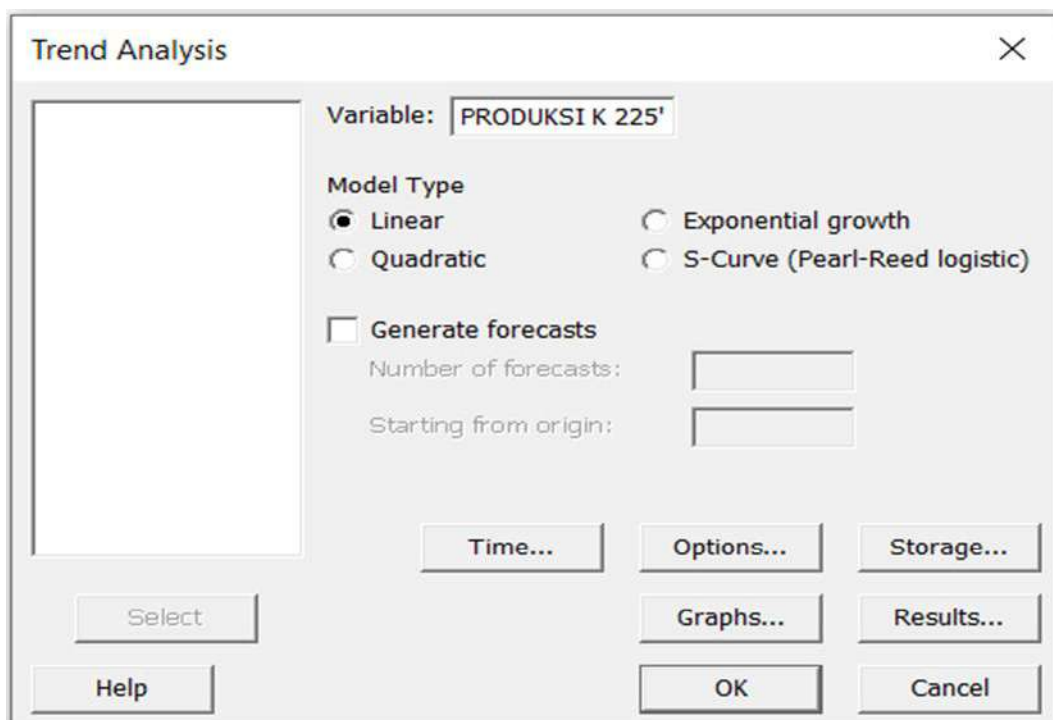 Trend Analysis
Variable: PRODUKSI K 225'
Model Type
Linear Exponential growth
Quadratic S-Curve (Pearl-Reed logistic)
Generate forecasts
Number of forecasts:
Starting from origin:
Time... Options... Storage...
Select Graphs... Results...
Help OK Cancel